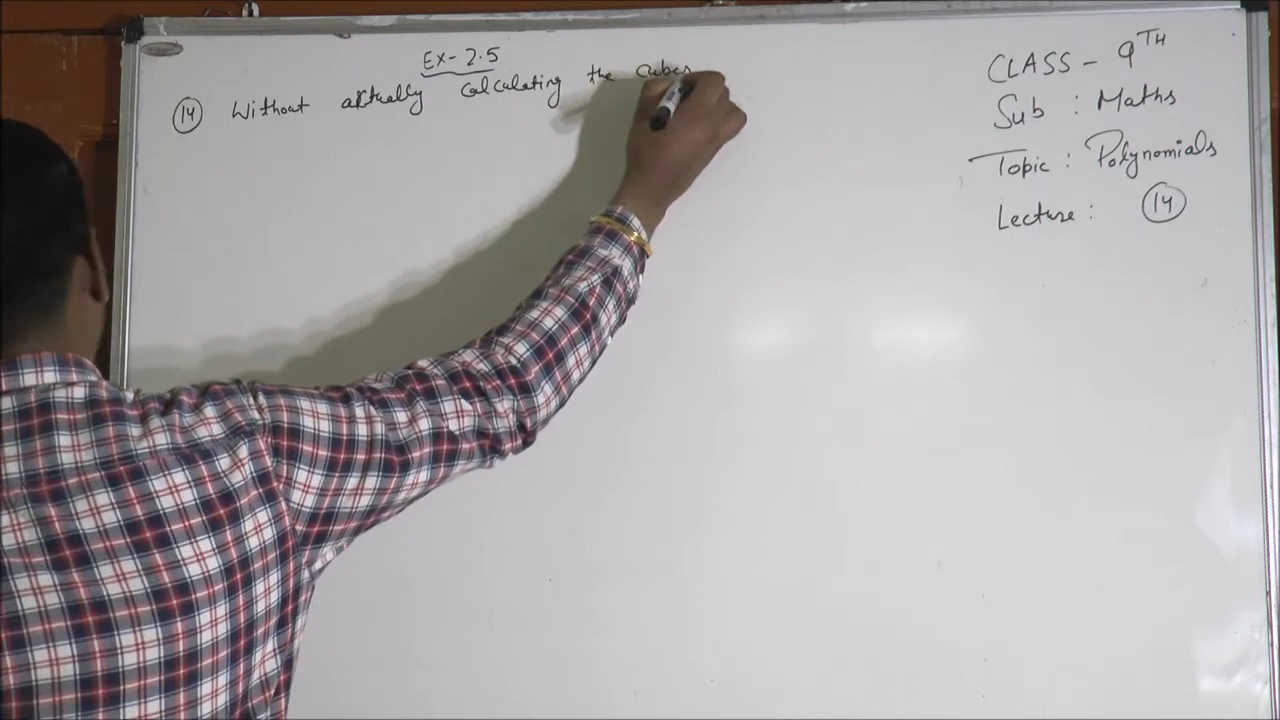 Ex- 2.5
14 Without actually calculating the cubes
CLASS - 9TH
Sub : Maths
Topic : Polynomials
Lecture : 14